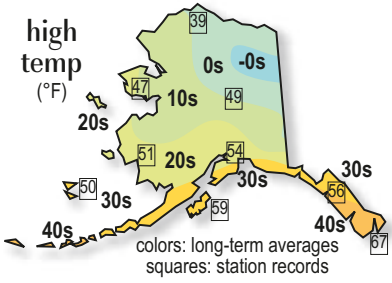 39
high
temp
(°F)
0s -0s
47
10s
49
20s
51
20s
54
30s
30s
50
30s
56
59
40s
40s
67
colors: long-term averages
squares: station records